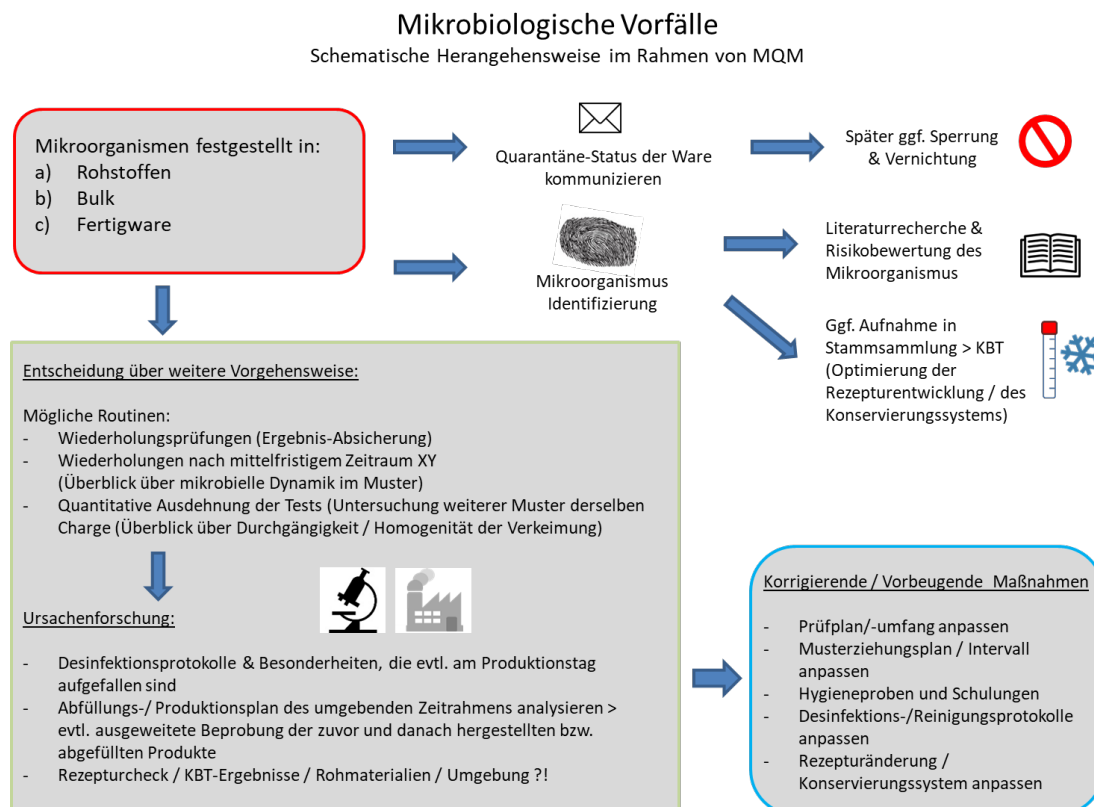 Mikrobiologische Vorfälle
Schematische Herangehensweise im Rahmen von MQM
Mikroorganismen festgestellt in:
a) Rohstoffen
b) Bulk
c) Fertigware
Quarantäne-Status der Ware
kommunizieren
Später ggf. Sperrung
& Vernichtung
Mikroorganismus
Identifizierung
Literaturrecherche &
Risikobewertung des
Mikroorganismus
Ggf. Aufnahme in
Stammsammlung > KBT
(Optimierung der
Rezepturentwicklung / des
Konservierungssystems)
Entscheidung über weitere Vorgehensweise:
Mögliche Routinen:
- Wiederholungsprüfungen (Ergebnis-Absicherung)
- Wiederholungen nach mittelfristigem Zeitraum XY
(Überblick über mikrobielle Dynamik im Muster)
- Quantitative Ausdehnung der Tests (Untersuchung weiterer Muster derselben
Charge (Überblick über Durchgängigkeit / Homogenität der Verkeimung)
Ursachenforschung:
- Desinfektionsprotokolle & Besonderheiten, die evtl. am Produktionstag
aufgefallen sind
- Abfüllungs-/ Produktionsplan des umgebenden Zeitrahmens analysieren >
evtl. ausgeweitete Beprobung der zuvor und danach hergestellten bzw.
abgefüllten Produkte
- Rezepturcheck / KBT-Ergebnisse / Rohmaterialien / Umgebung ?!
Korrigierende / Vorbeugende Maßnahmen
- Prüfplan/-umfang anpassen
- Musterziehungsplan / Intervall
anpassen
- Hygieneproben und Schulungen
- Desinfektions-/Reinigungsprotokolle
anpassen
- Rezepturänderung /
Konservierungssystem anpassen